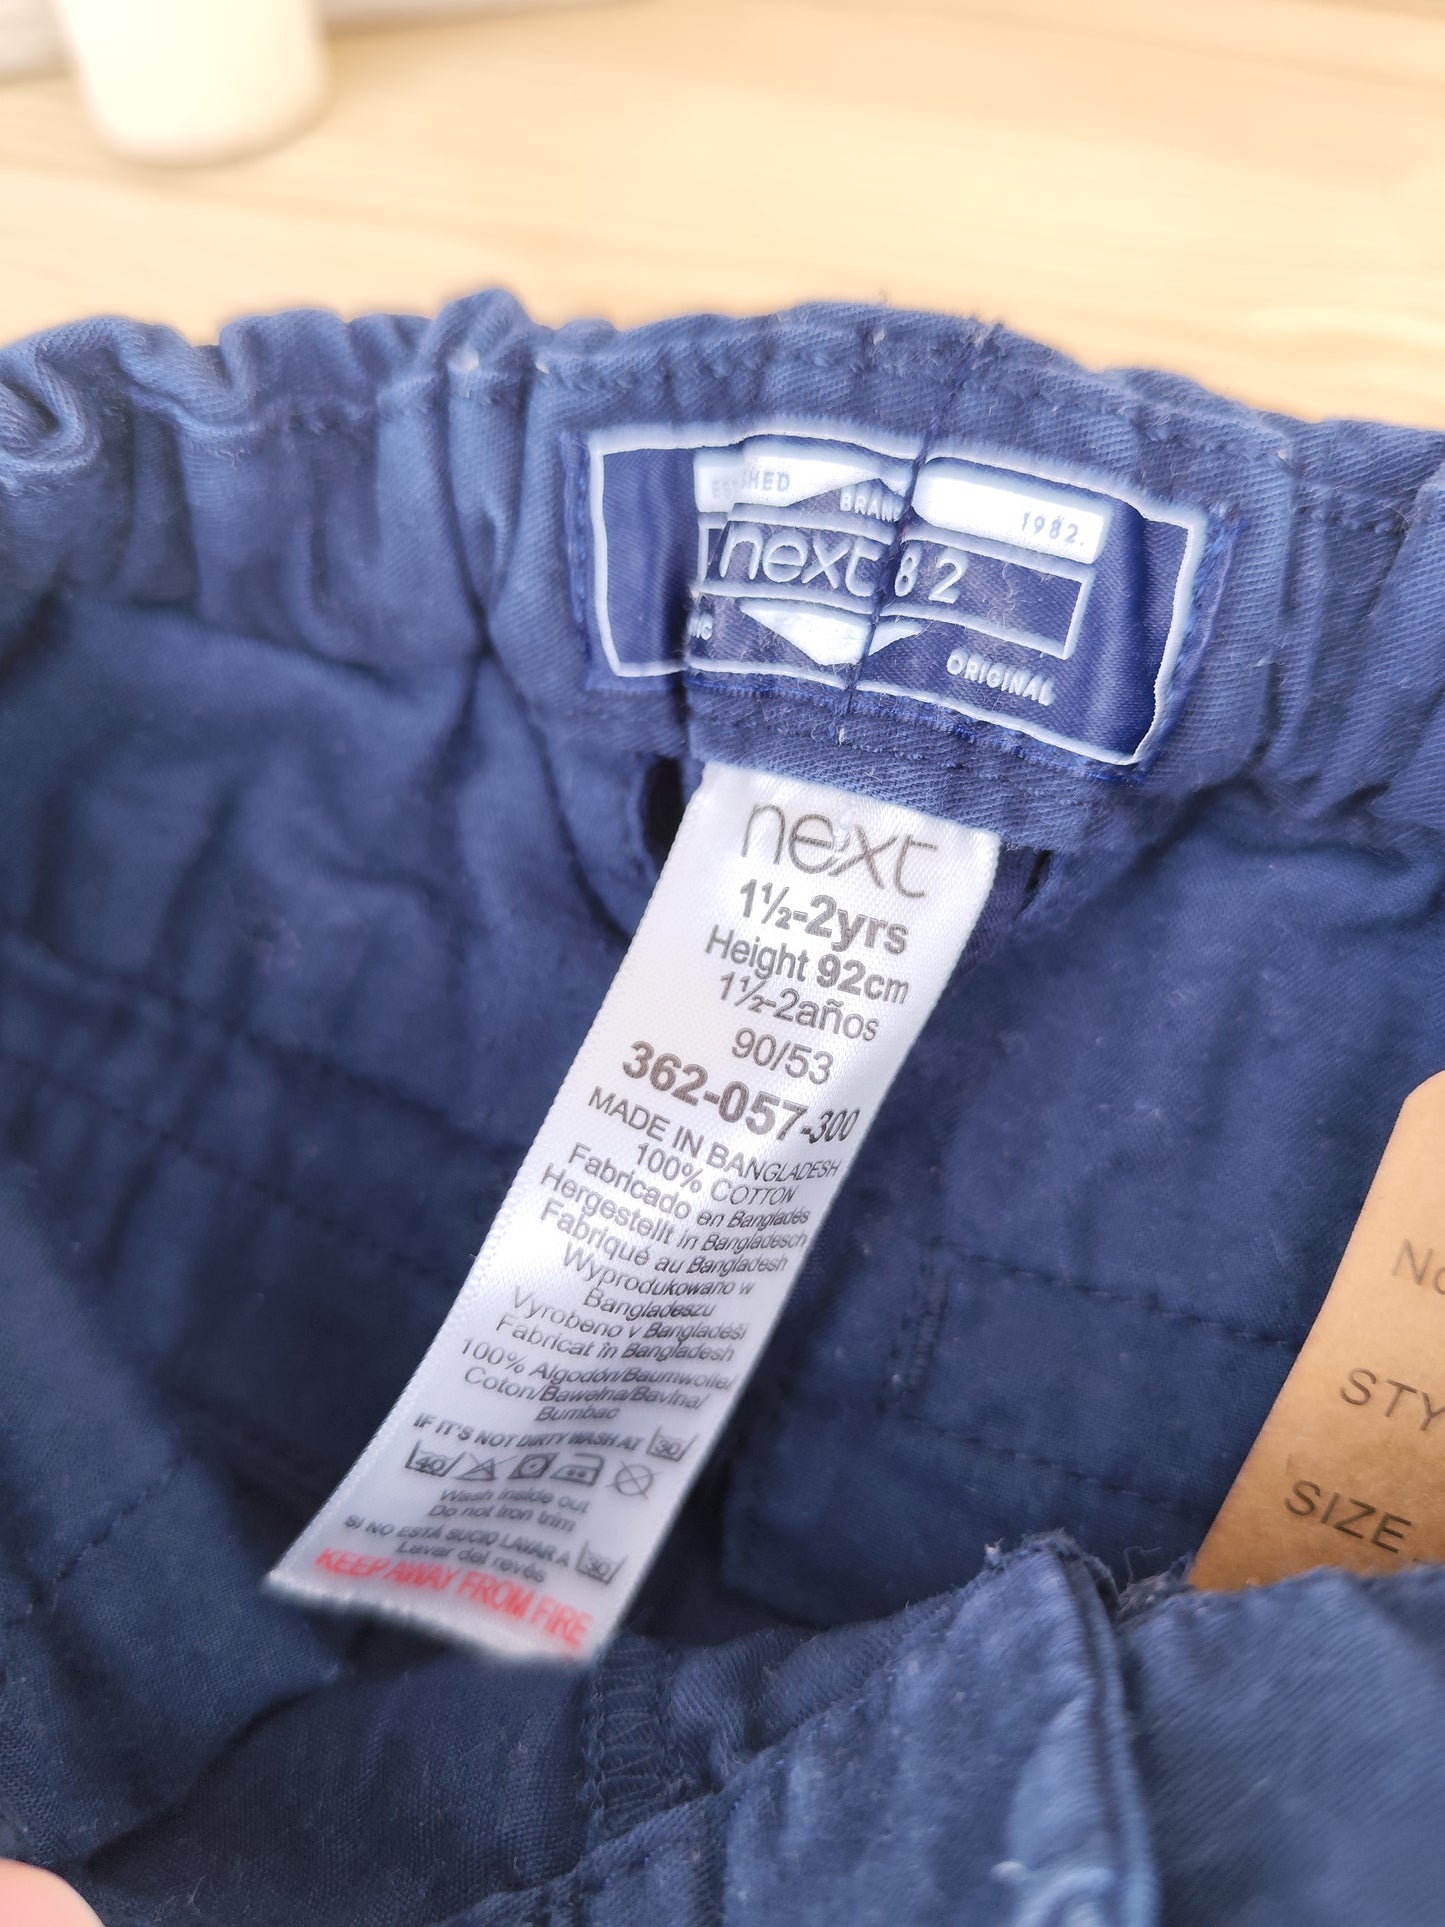 BRAND
1982.
next 82
ORIGINAL
next
1½-2yrs
Height 92cm
1½-2años
90/53
362-057-300
MADE IN BANGLADESH
100% COTTON
Fabricado en Bangladés
Hergestellt in Bangladesch
Fabriqué au Bangladesh
Wyprodukowano w
Bangladeszu
Vyrobeno v Bangladéši
Fabricat în Bangladesh
100% Algodón/Baumwolle/
Coton/Bawełna/Bavlna/
Bumbac
IF IT'S NOT DIRTY WASH AT 30
40
Wash inside out
Do not iron trim
SI NO ESTÁ SUCIO LAVAR A 30
Lavar del revés
KEEP AWAY FROM FIRE
SIZE